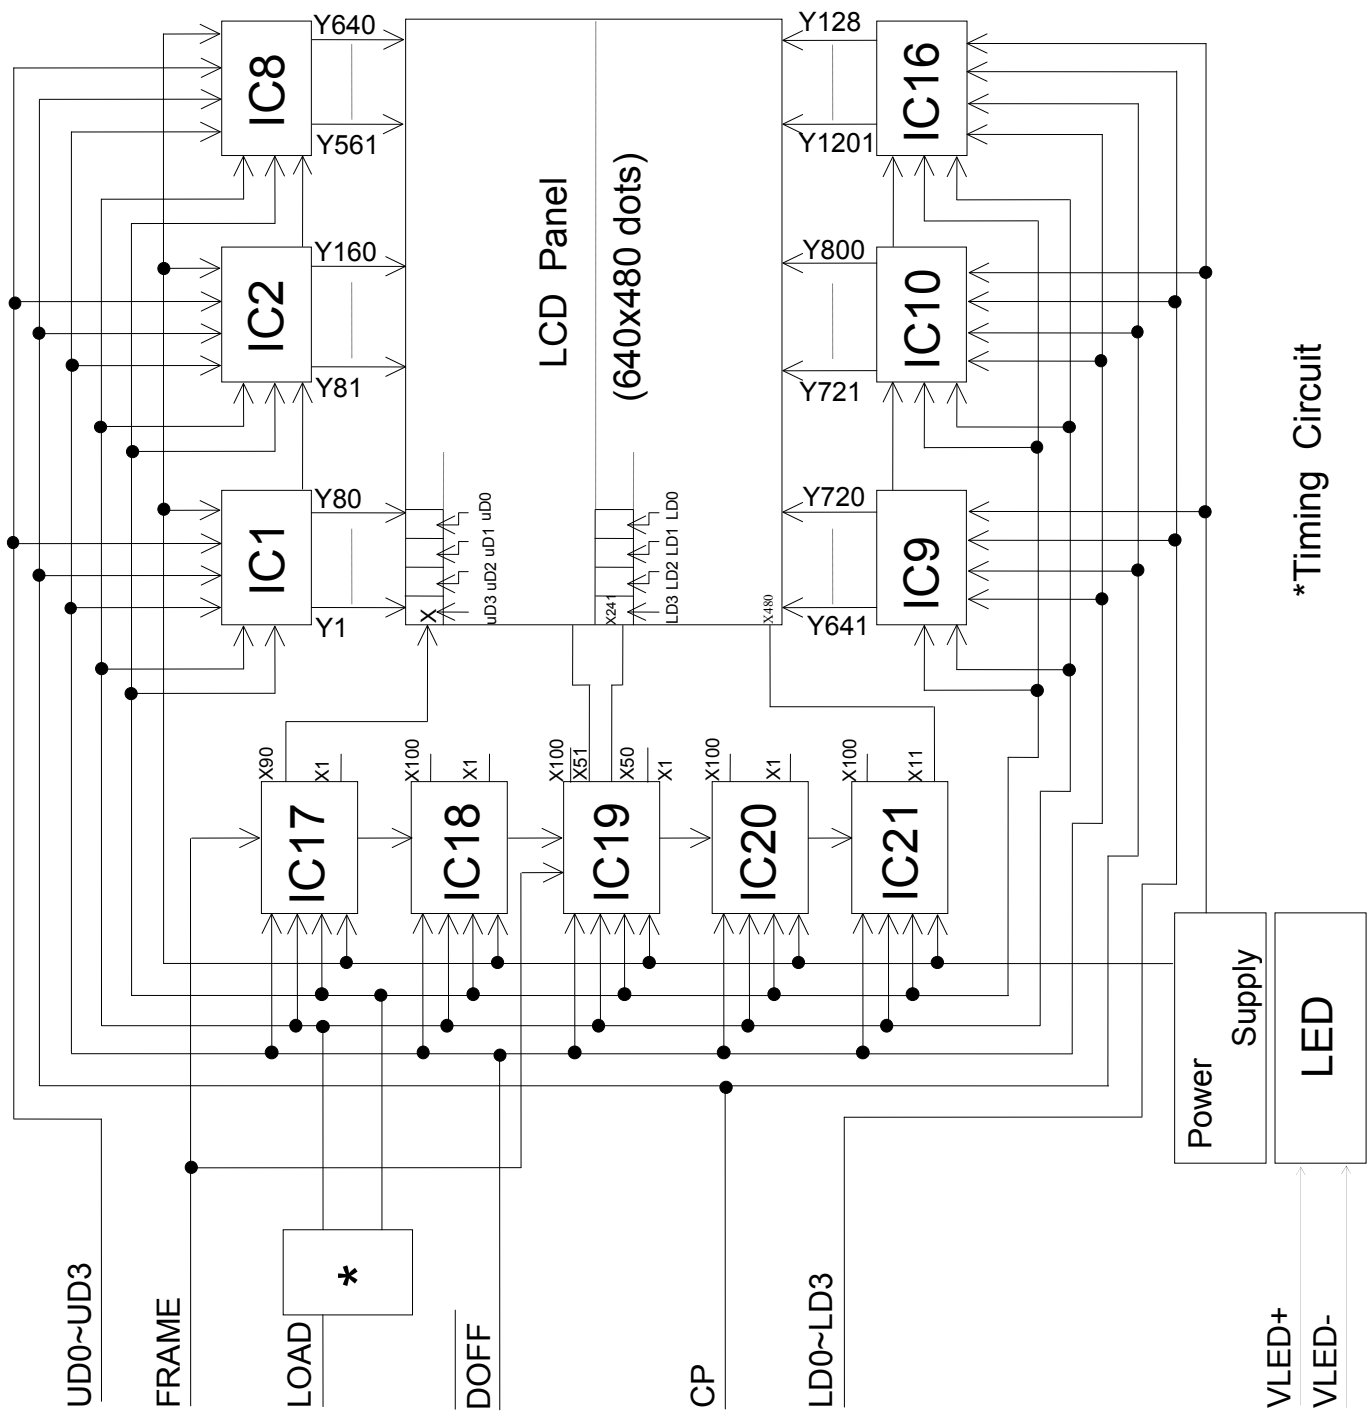 Y640
IC8
Y561
Y128
IC16
Y1201
LCD Panel
(640x480 dots)
Y160
IC2
Y81
Y800
IC10
Y721
Y80
IC1
Y1
Y720
IC9
Y641
uD0
uD1
uD2
uD3
X
LD0
LD1
LD2
LD3
X241
X480
*Timing Circuit
X90
X1
IC17
X100
X1
IC18
X100
X51
X50
X1
IC19
X100
X1
IC20
X100
X11
IC21
Power
Supply
LED
*
UD0~UD3
FRAME
LOAD
DOFF
CP
LD0~LD3
VLED+
VLED-